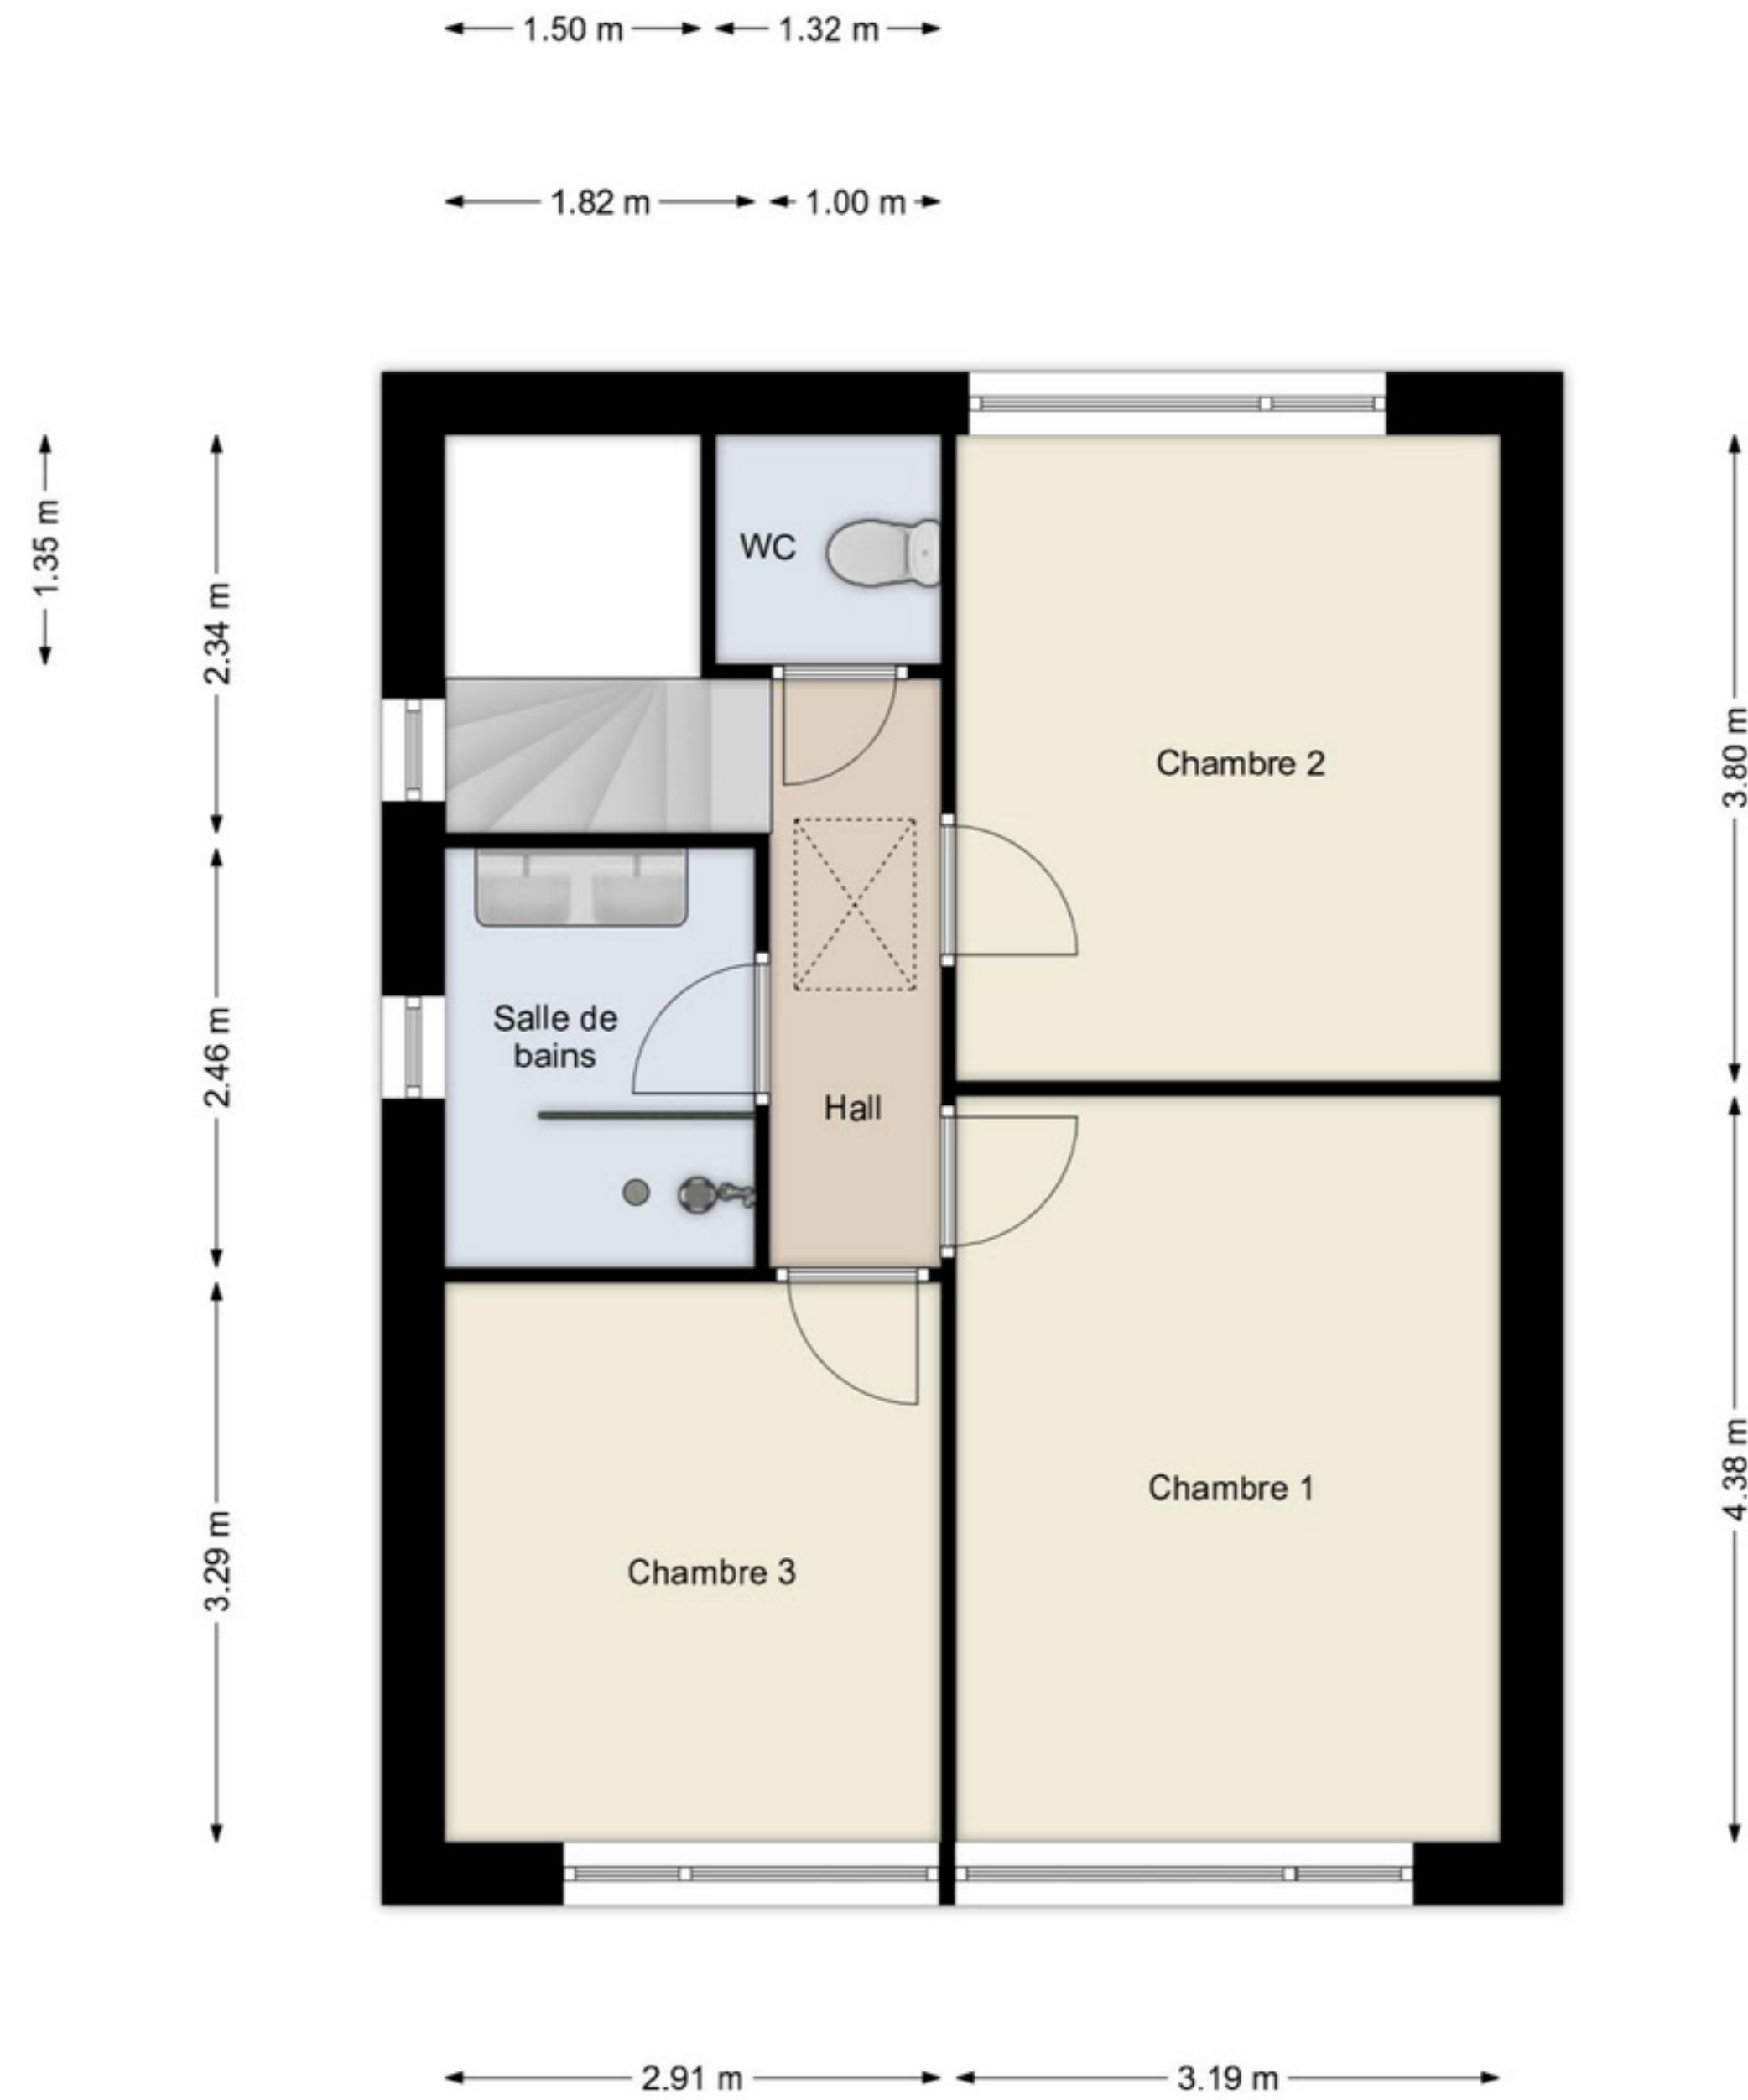 1.50 m
1.32 m
1.82 m
1.00 m
1.35 m
2.34 m
WC
Chambre 2
3.80 m
Salle de
bains
2.46 m
Hall
Chambre 1
4.38 m
Chambre 3
3.29 m
2.91 m
3.19 m